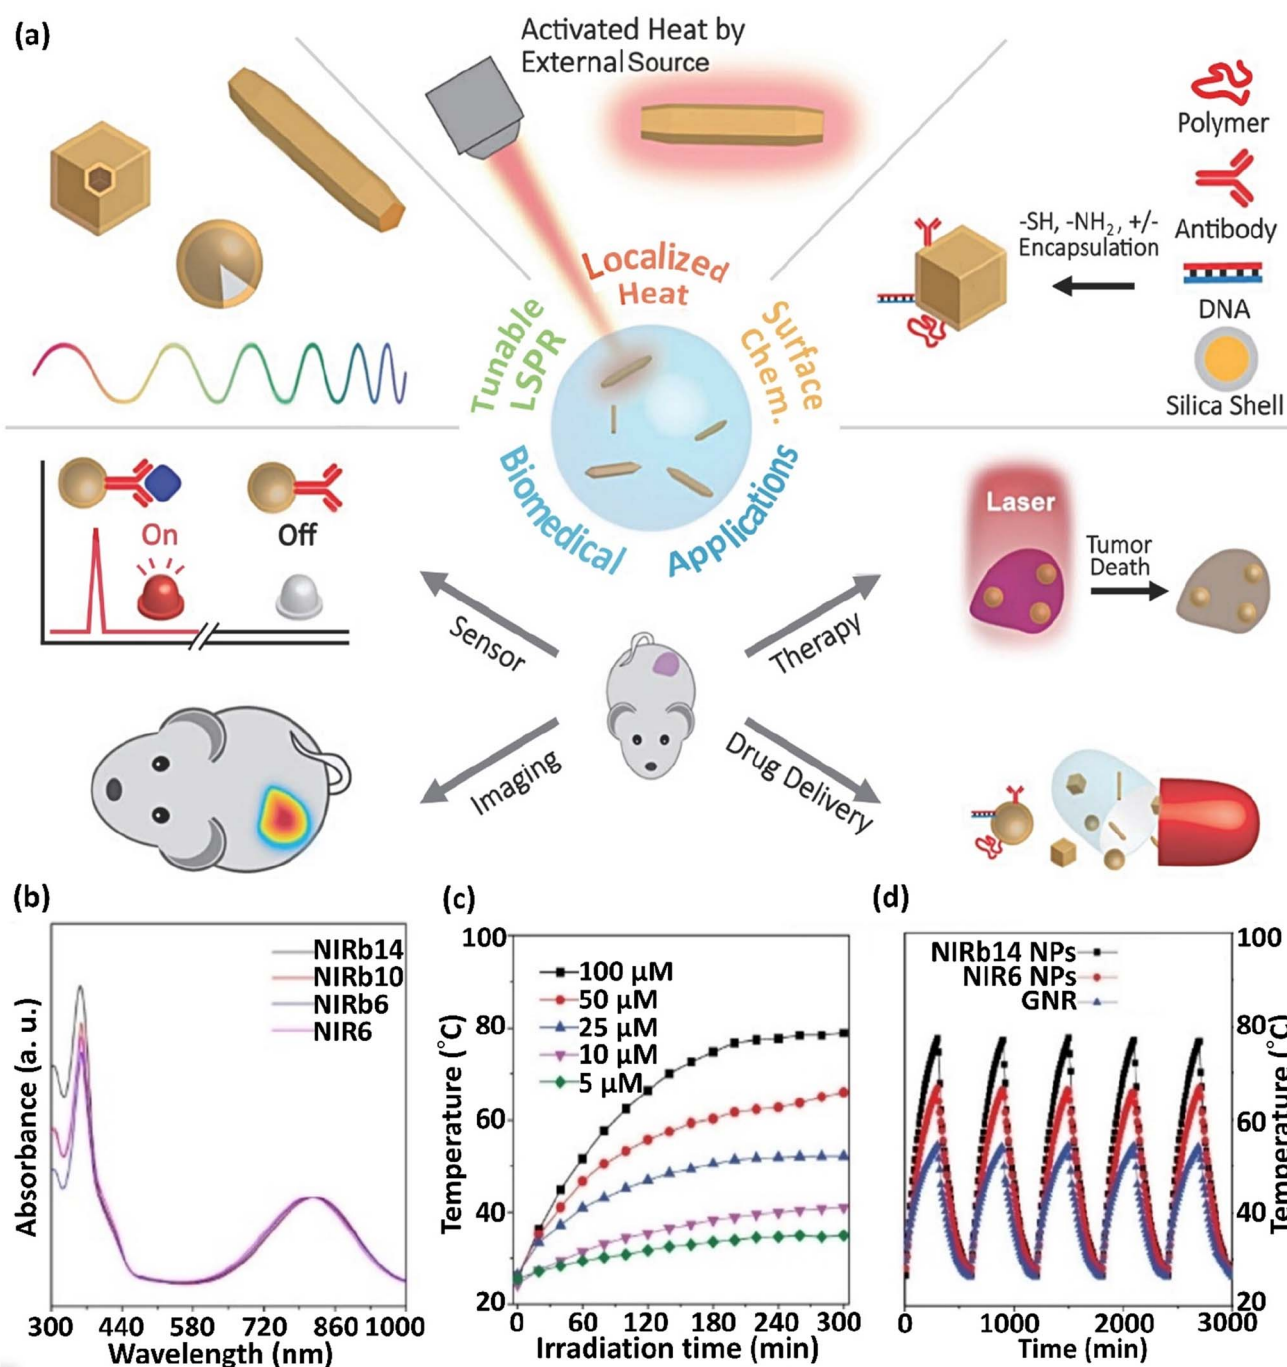 (a)
Activated Heat by
External Source
Polymer
Antibody
-SH, -NH₂, +/-
Encapsulation
DNA
Silica Shell
Localized
Heat
Tunable
LSPR
Surface
Chem.
Biomedical
Applications
On
Off
Laser
Tumor
Death
Sensor
Therapy
Imaging
Drug Delivery
(b)
NIRb14
NIRb10
NIRb6
NIR6
Absorbance (a. u.)
300 440 580 720 860 1000
Wavelength (nm)
(c)
100
80
60
40
20
100 μM
50 μM
25 μM
10 μM
5 μM
Temperature (°C)
0 60 120 180 240 300
Irradiation time (min)
(d)
NIRb14 NPs
NIR6 NPs
GNR
100
80
60
40
20
Temperature (°C)
0 1000 2000 3000
Time (min)